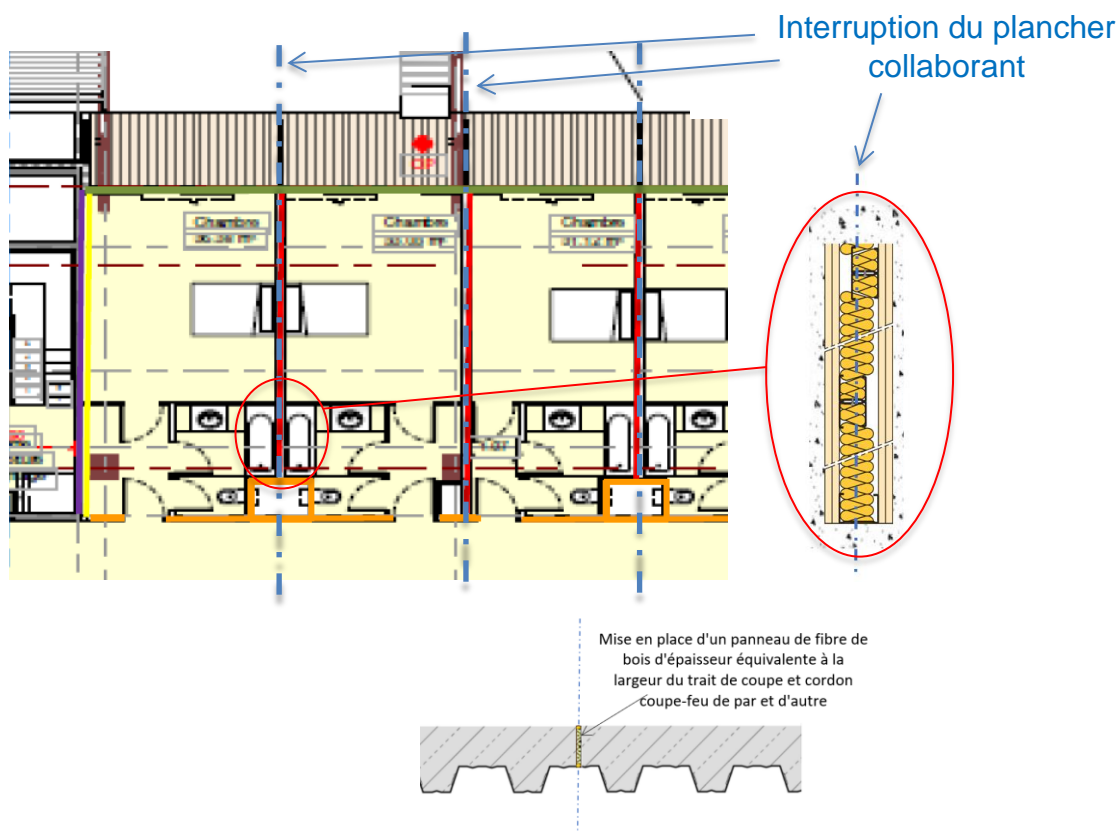 Interruption du plancher
collaborant
Chambre
Chambre
Chambre
Mise en place d'un panneau de fibre de
bois d'épaisseur équivalente à la
largeur du trait de coupe et cordon
coupe-feu de par et d'autre